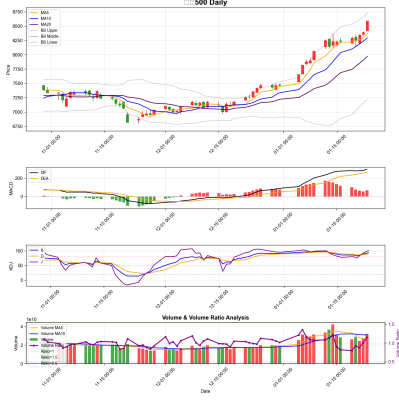 500 Daily
MA5
MA10
MA20
BB Upper
BB Middle
BB Lower
8750
8500
8250
8000
7750
7500
7250
7000
6750
Price
11-01 00:00
11-15 00:00
12-01 00:00
12-15 00:00
01-01 00:00
01-15 00:00
DIF
DEA
200
0
MACD
11-01 00:00
11-15 00:00
12-01 00:00
12-15 00:00
01-01 00:00
01-15 00:00
K
D
J
100
50
0
KDJ
11-01 00:00
11-15 00:00
12-01 00:00
12-15 00:00
01-01 00:00
01-15 00:00
Volume & Volume Ratio Analysis
1e10
Volume MA5
Volume MA10
Volume
4
2
0
Volume
1.5
1.0
0.5
11-01 00:00
11-15 00:00
12-01 00:00
12-15 00:00
01-01 00:00
01-15 00:00
Date